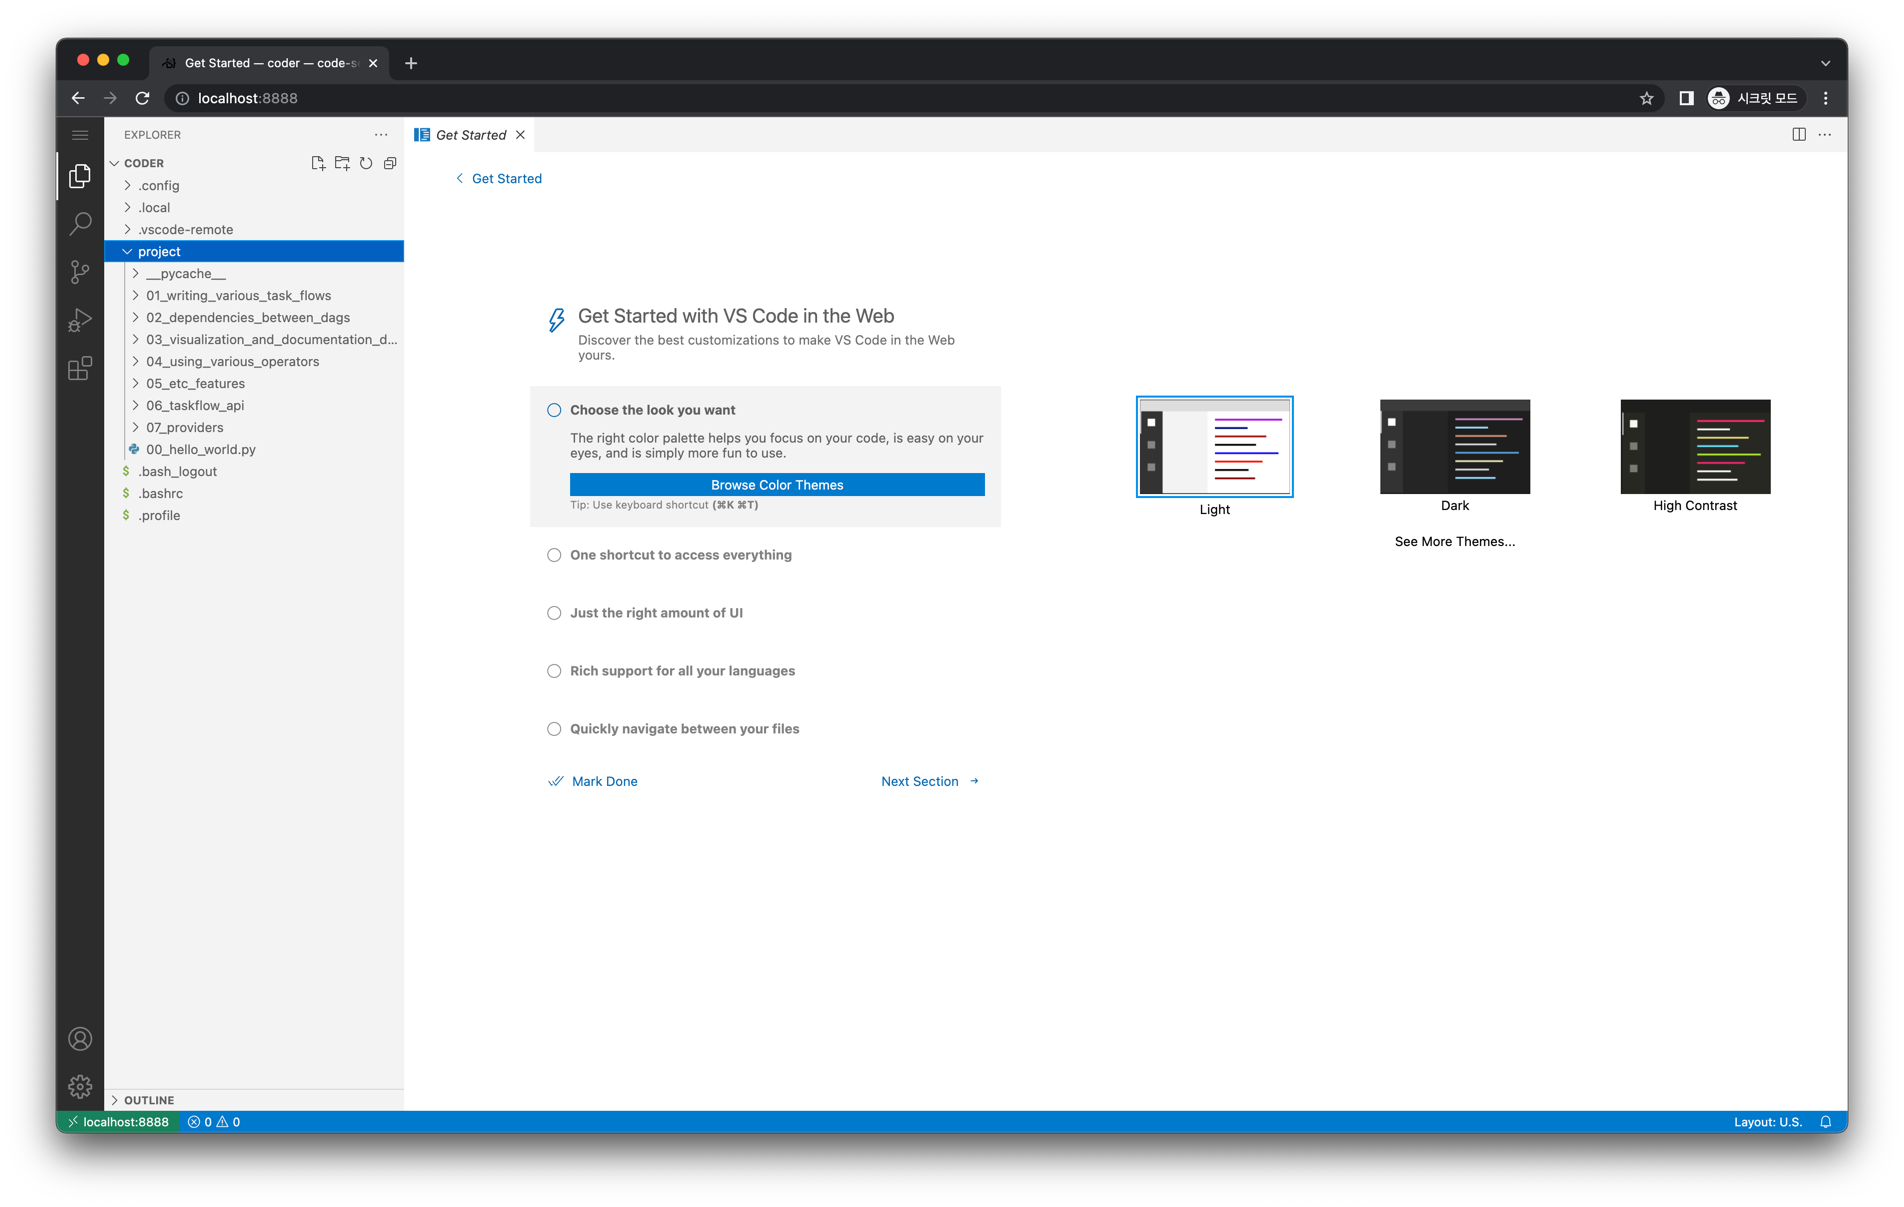 Get Started — coder — code-s
localhost:8888
시크릿 모드
EXPLORER
Get Started
CODER
.config
.local
.vscode-remote
project
__pycache__
01_writing_various_task_flows
02_dependencies_between_dags
03_visualization_and_documentation_d...
04_using_various_operators
05_etc_features
06_taskflow_api
07_providers
00_hello_world.py
$ .bash_logout
$ .bashrc
$ .profile
OUTLINE
Get Started
Get Started with VS Code in the Web
Discover the best customizations to make VS Code in the Web
yours.
Choose the look you want
The right color palette helps you focus on your code, is easy on your
eyes, and is simply more fun to use.
Browse Color Themes
Tip: Use keyboard shortcut (⌘K ⌘T)
One shortcut to access everything
Just the right amount of UI
Rich support for all your languages
Quickly navigate between your files
Mark Done
Next Section →
Light
Dark
High Contrast
See More Themes...
localhost:8888
0
0
Layout: U.S.